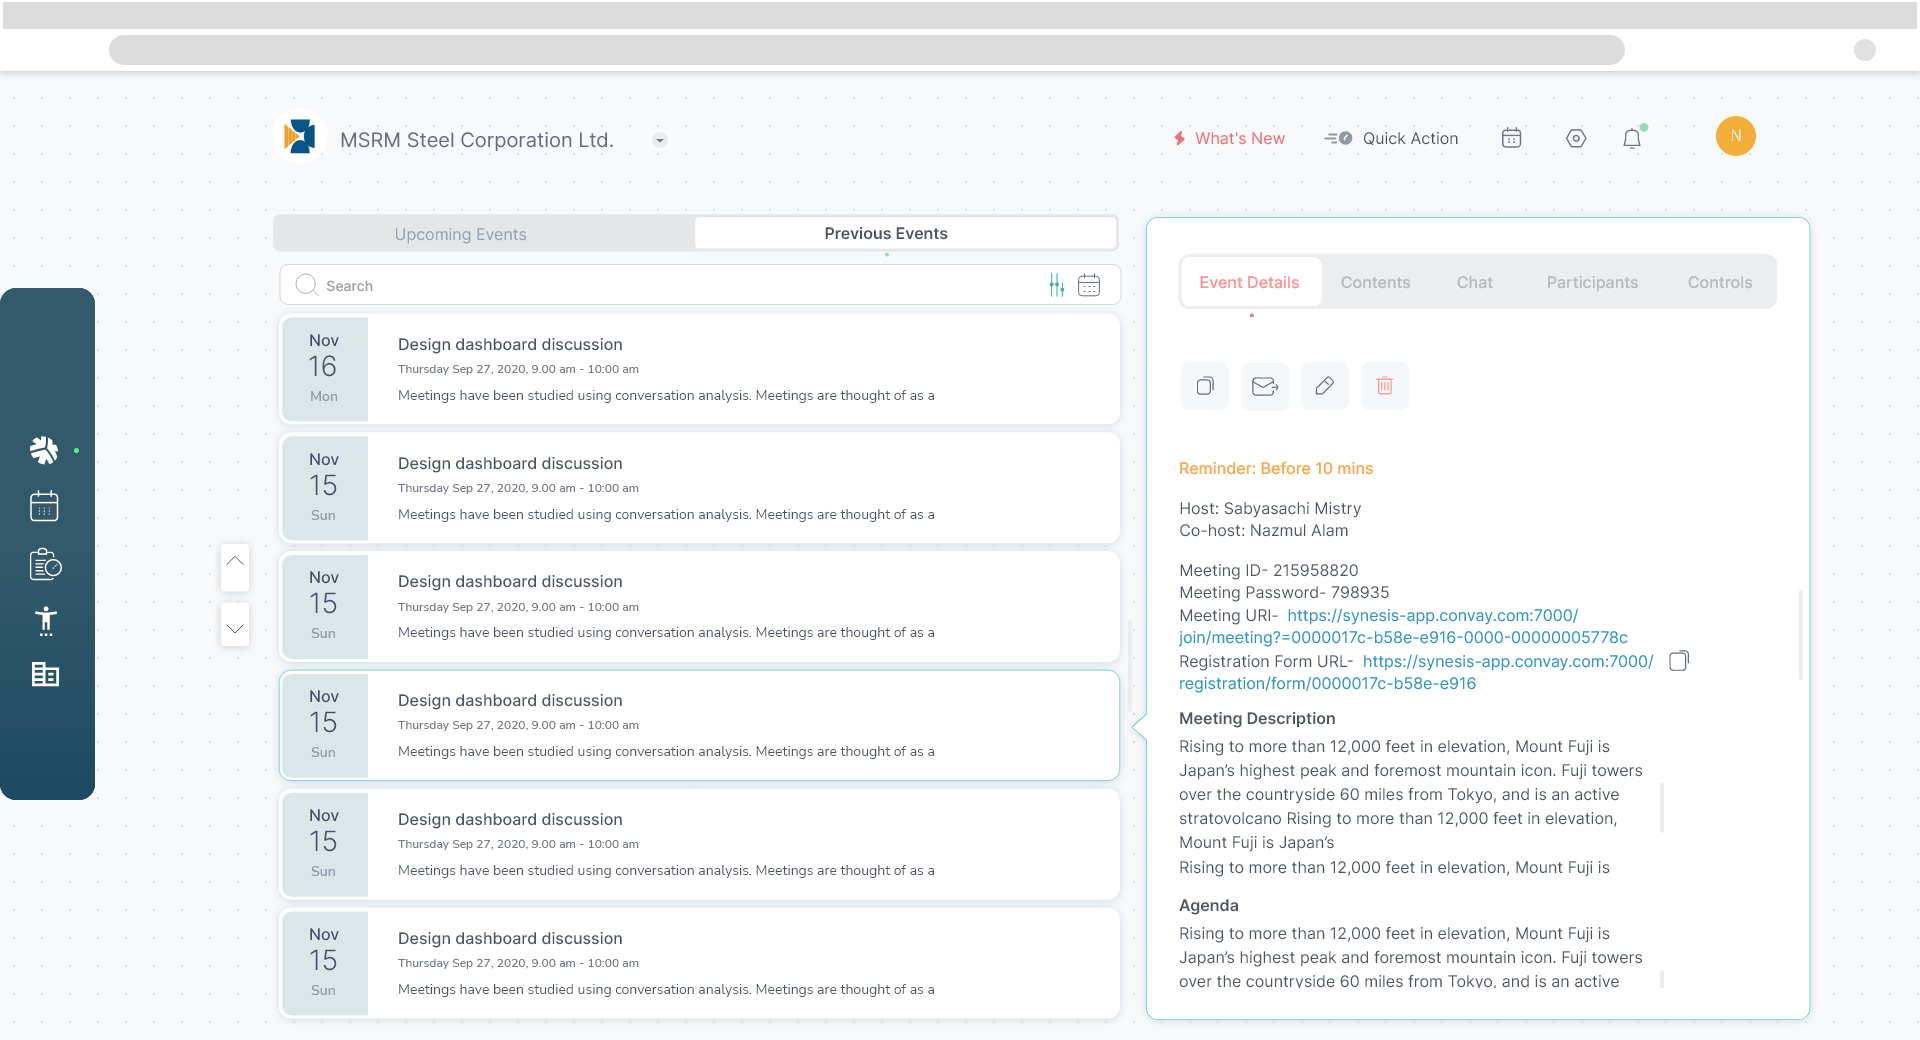 MSRM Steel Corporation Ltd.
What's New
Quick Action
N
Upcoming Events
Previous Events
Search
Nov
16
Mon
Design dashboard discussion
Thursday Sep 27, 2020, 9.00 am - 10:00 am
Meetings have been studied using conversation analysis. Meetings are thought of as a
Nov
15
Sun
Design dashboard discussion
Thursday Sep 27, 2020, 9.00 am - 10:00 am
Meetings have been studied using conversation analysis. Meetings are thought of as a
Nov
15
Sun
Design dashboard discussion
Thursday Sep 27, 2020, 9.00 am - 10:00 am
Meetings have been studied using conversation analysis. Meetings are thought of as a
Nov
15
Sun
Design dashboard discussion
Thursday Sep 27, 2020, 9.00 am - 10:00 am
Meetings have been studied using conversation analysis. Meetings are thought of as a
Nov
15
Sun
Design dashboard discussion
Thursday Sep 27, 2020, 9.00 am - 10:00 am
Meetings have been studied using conversation analysis. Meetings are thought of as a
Nov
15
Sun
Design dashboard discussion
Thursday Sep 27, 2020, 9.00 am - 10:00 am
Meetings have been studied using conversation analysis. Meetings are thought of as a
Event Details
Contents
Chat
Participants
Controls
Reminder: Before 10 mins
Host: Sabyasachi Mistry
Co-host: Nazmul Alam
Meeting ID- 215958820
Meeting Password- 798935
Meeting URl- https://synesis-app.convay.com:7000/
join/meeting?=0000017c-b58e-e916-0000-00000005778c
Registration Form URL- https://synesis-app.convay.com:7000/
registration/form/0000017c-b58e-e916
Meeting Description
Rising to more than 12,000 feet in elevation, Mount Fuji is
Japan’s highest peak and foremost mountain icon. Fuji towers
over the countryside 60 miles from Tokyo, and is an active
stratovolcano Rising to more than 12,000 feet in elevation,
Mount Fuji is Japan’s
Rising to more than 12,000 feet in elevation, Mount Fuji is
Agenda
Rising to more than 12,000 feet in elevation, Mount Fuji is
Japan’s highest peak and foremost mountain icon. Fuji towers
over the countryside 60 miles from Tokyo, and is an active